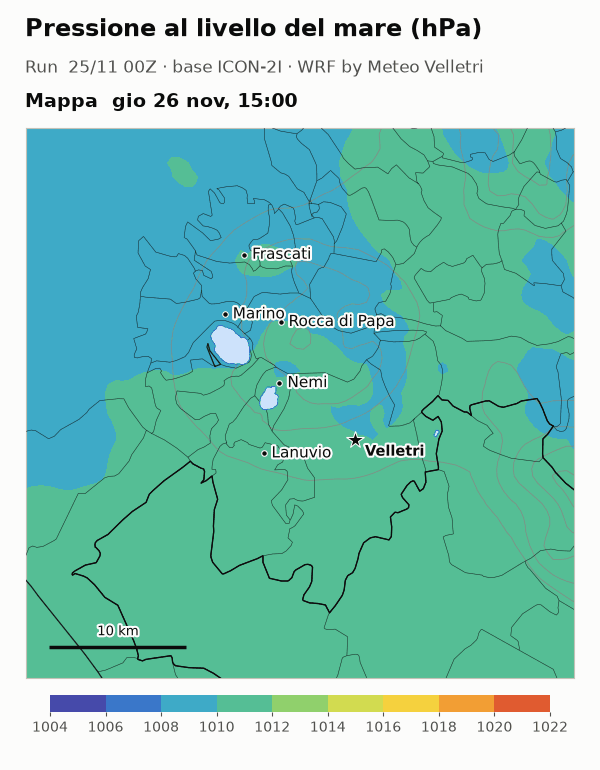 Pressione al livello del mare (hPa)
Run  25/11 00Z · base ICON-2I · WRF by Meteo Velletri
Mappa  gio 26 nov, 15:00
Frascati
Marino
Rocca di Papa
Nemi
Velletri
Lanuvio
10 km
1004 1006 1008 1010 1012 1014 1016 1018 1020 1022